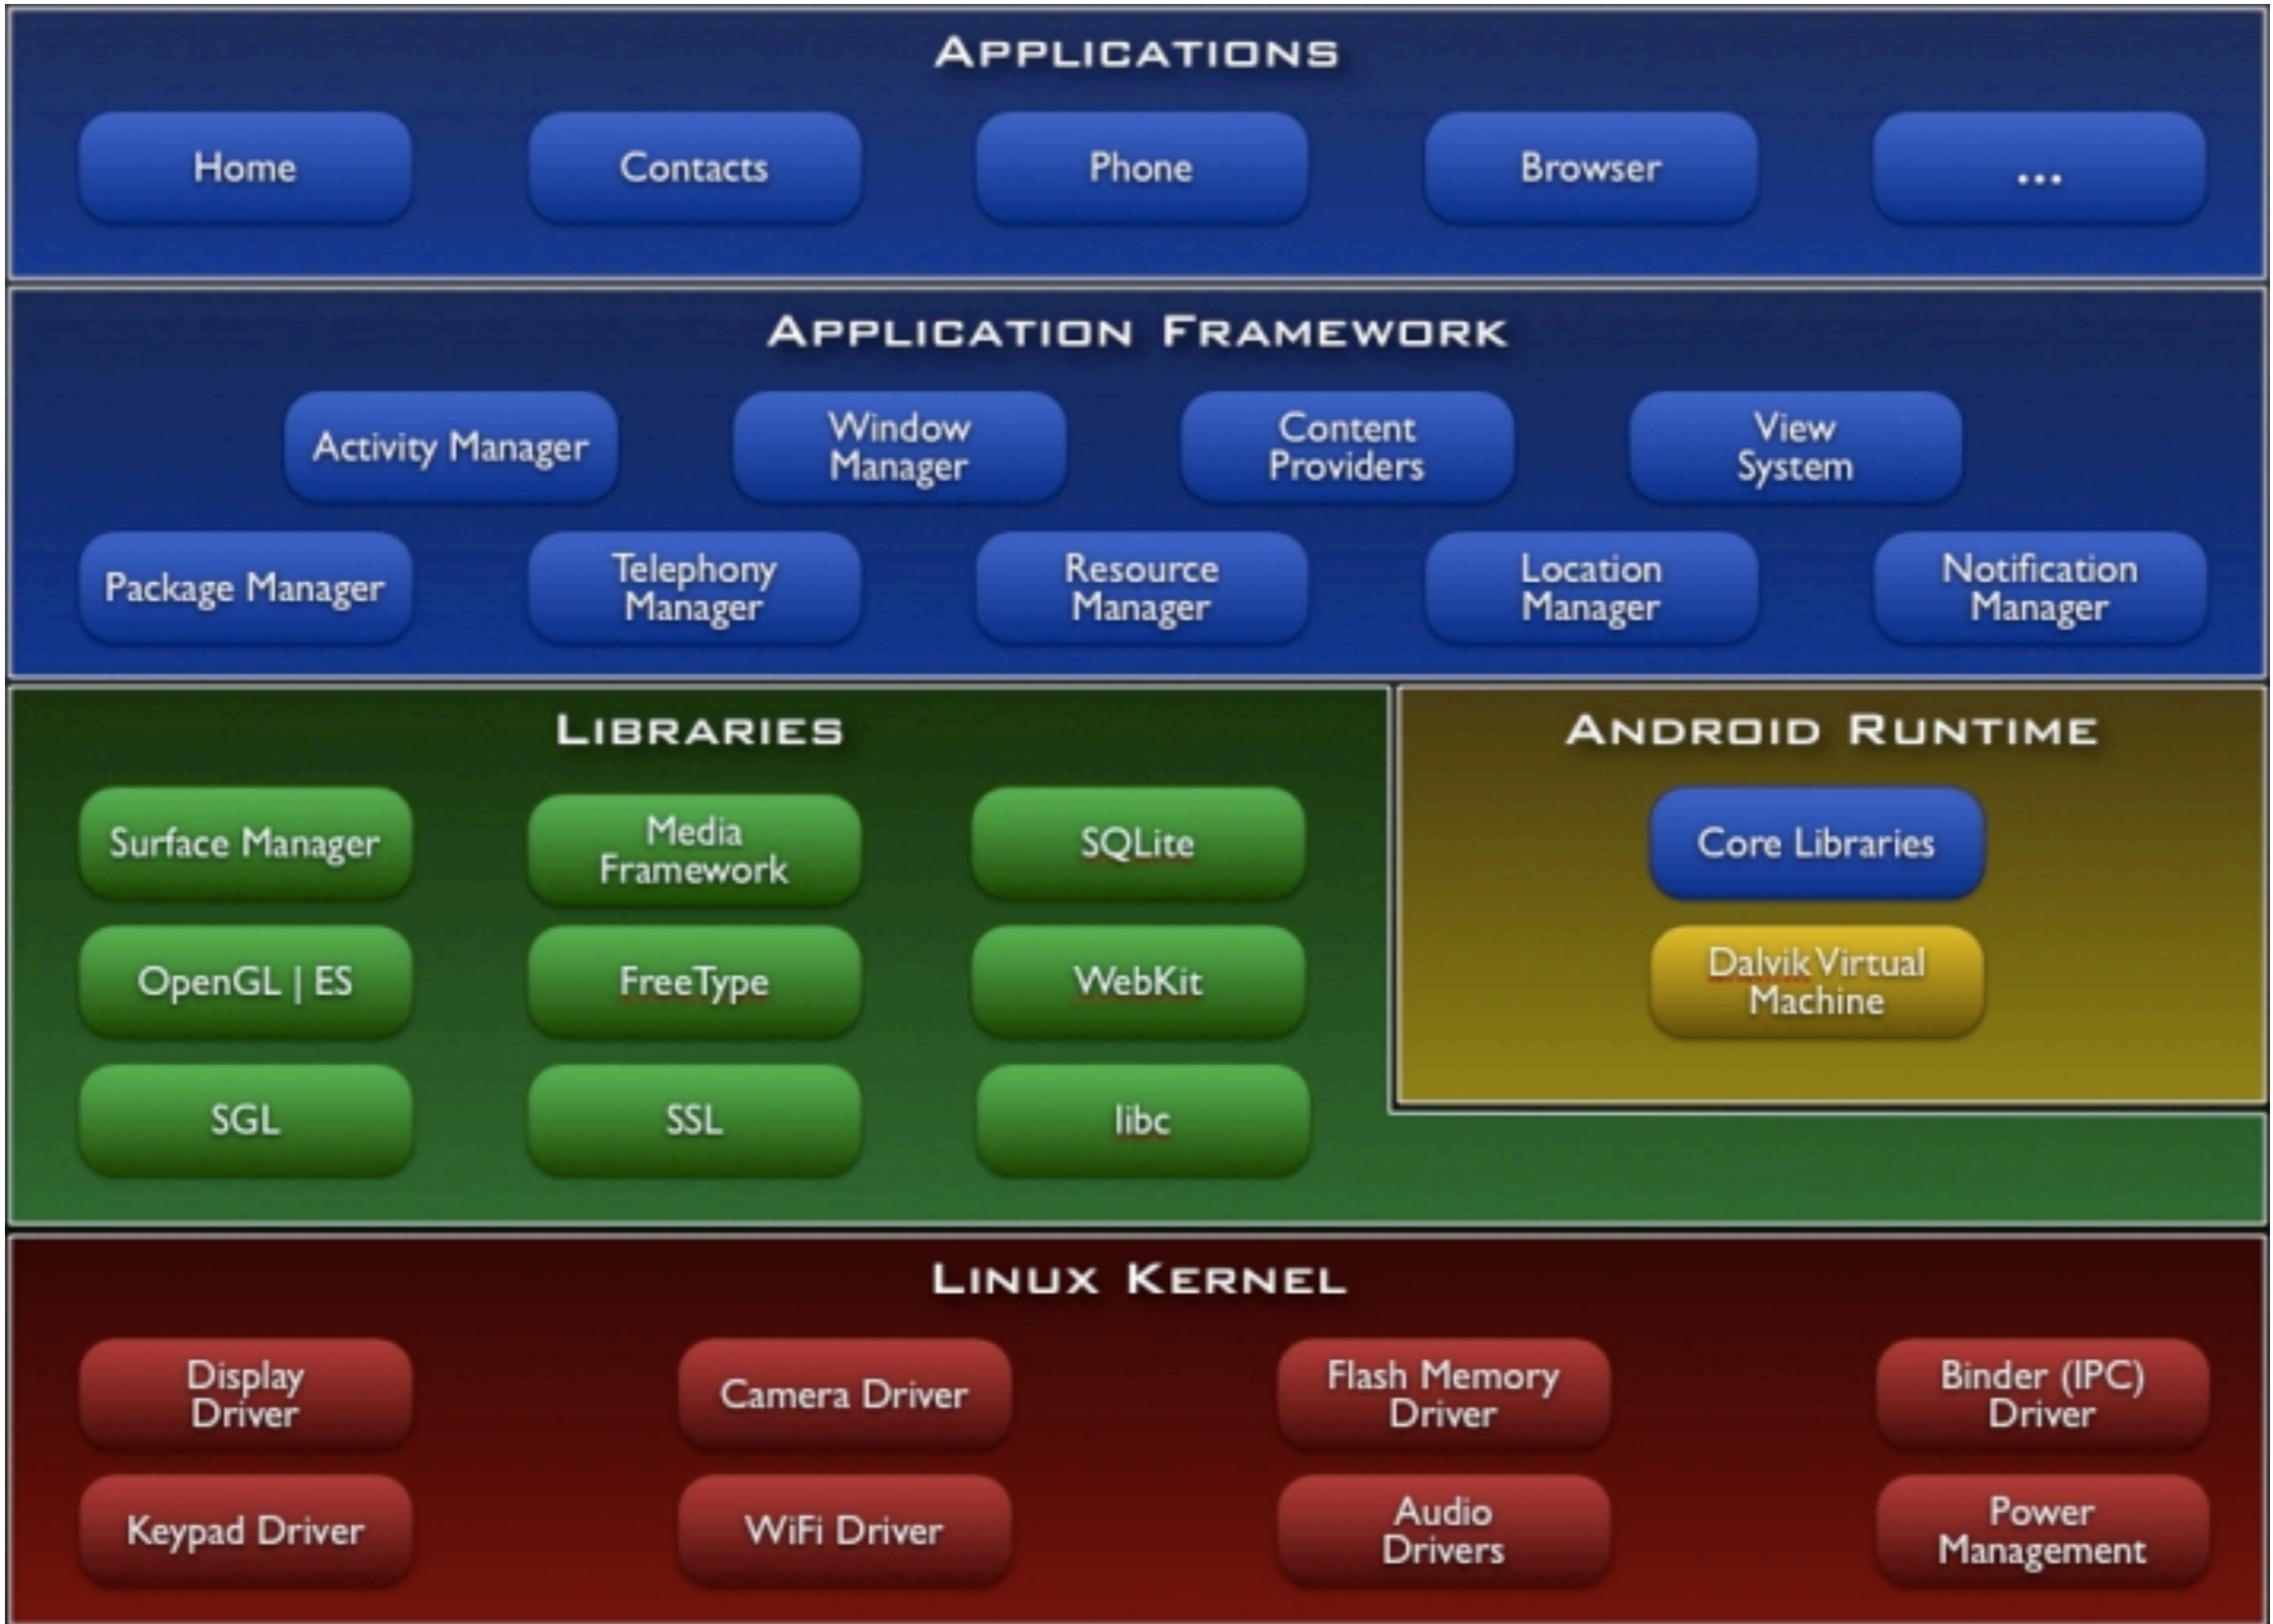 APPLICATIONS
Home
Contacts
Phone
Browser
...
APPLICATION FRAMEWORK
Activity Manager
Window
Manager
Content
Providers
View
System
Package Manager
Telephony
Manager
Resource
Manager
Location
Manager
Notification
Manager
LIBRARIES
Surface Manager
Media
Framework
SQLite
OpenGL | ES
FreeType
WebKit
SGL
SSL
libc
ANDROID RUNTIME
Core Libraries
Dalvik Virtual
Machine
LINUX KERNEL
Display
Driver
Camera Driver
Flash Memory
Driver
Binder (IPC)
Driver
Keypad Driver
WiFi Driver
Audio
Drivers
Power
Management